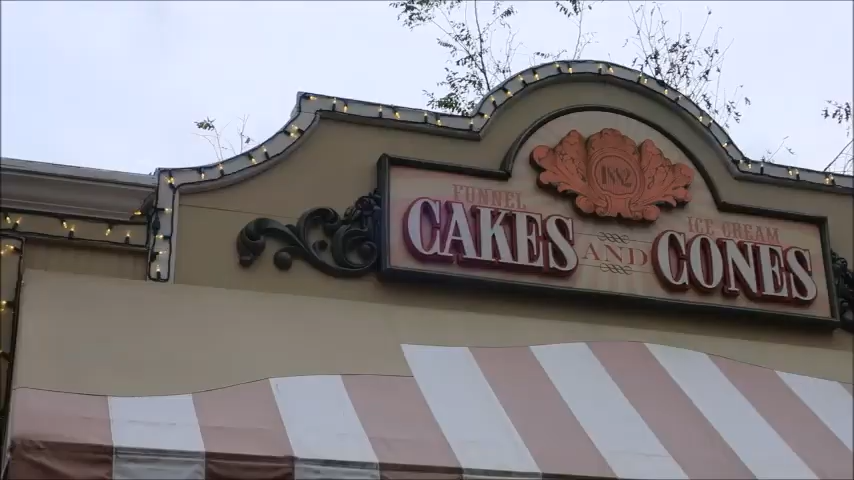 1882
FUNNEL
CAKES
AND
ICE CREAM
CONES